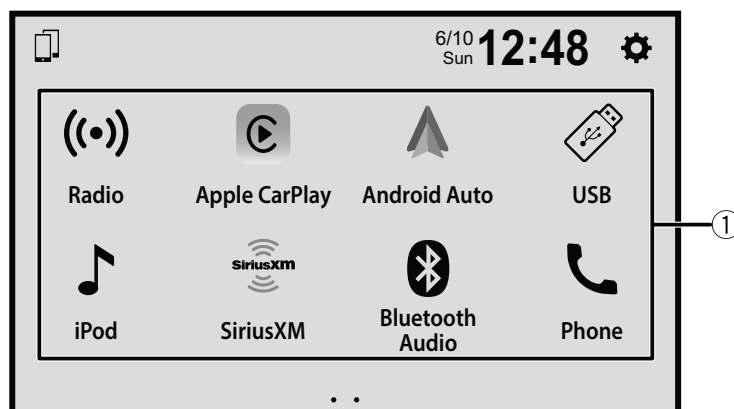 6/10
Sun
12:48
Radio
Apple CarPlay
Android Auto
USB
iPod
SiriusXM
SiriusXM
Bluetooth
Audio
Phone
1